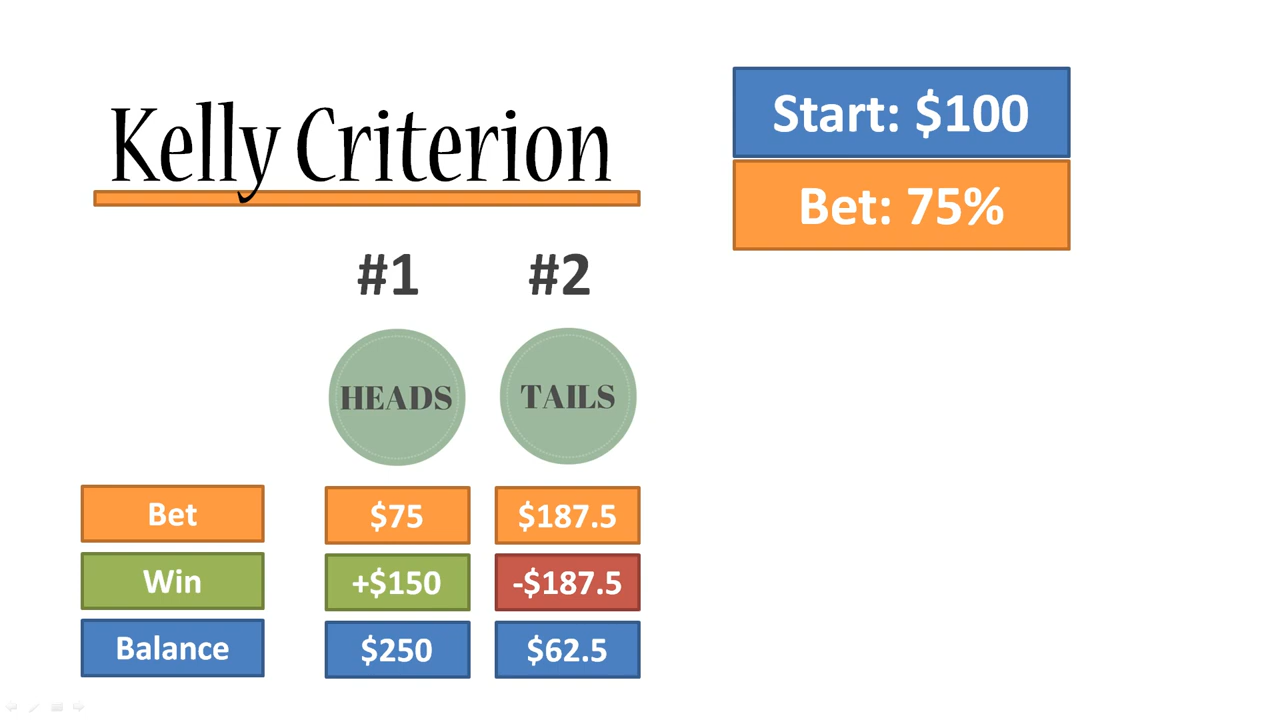 Kelly Criterion
Start: $100
Bet: 75%
#1 #2
HEADS TAILS
Bet $75 $187.5
Win +$150 -$187.5
Balance $250 $62.5